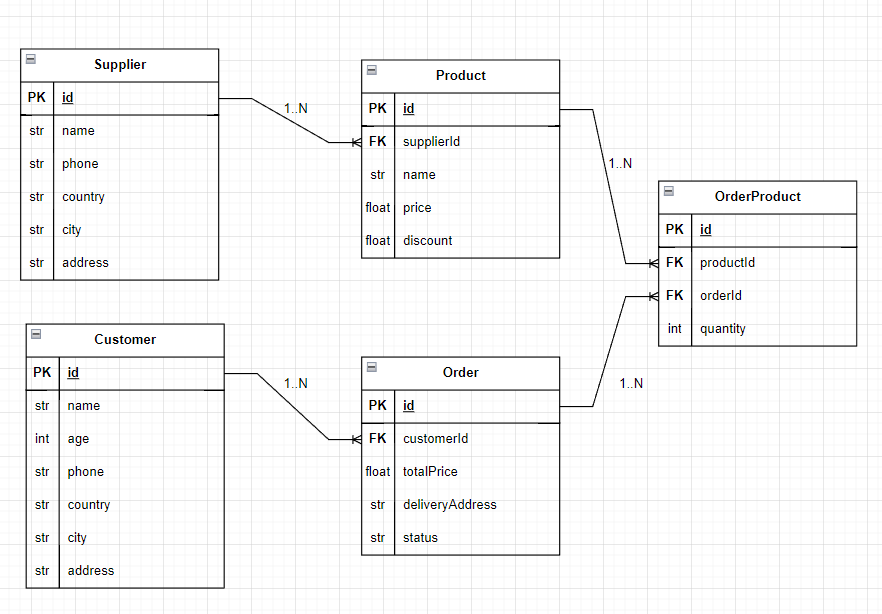 Supplier
PK id
str name
str phone
str country
str city
str address
1..N
Product
PK id
FK supplierId
str name
float price
float discount
1..N
OrderProduct
PK id
FK productId
FK orderId
int quantity
Customer
PK id
str name
int age
str phone
str country
str city
str address
1..N
Order
PK id
FK customerId
float totalPrice
str deliveryAddress
str status
1..N